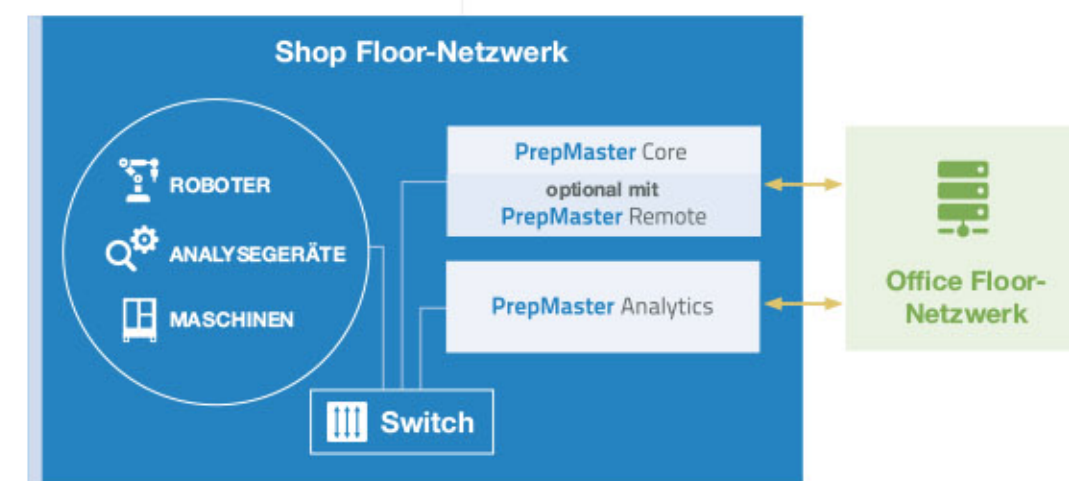 Shop Floor-Netzwerk
ROBOTER
ANALYSEGERÄTE
MASCHINEN
PrepMaster Core
optional mit
PrepMaster Remote
PrepMaster Analytics
Switch
Office Floor-
Netzwerk